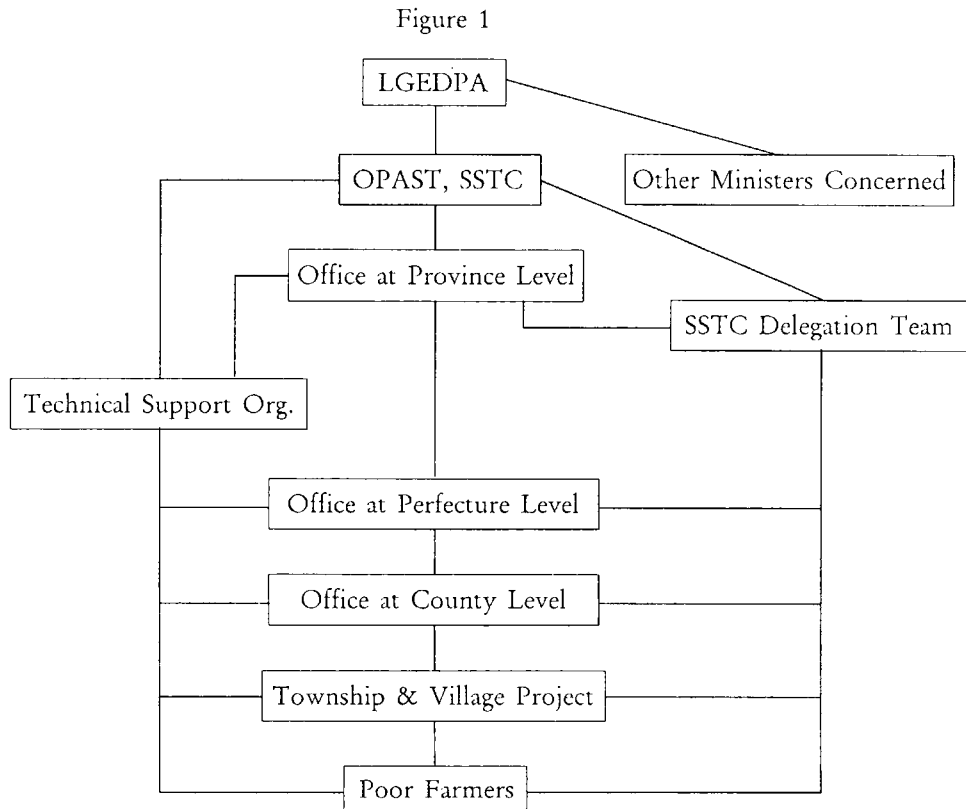 Figure 1
LGEDPA
OPAST, SSTC
Other Ministers Concerned
Office at Province Level
SSTC Delegation Team
Technical Support Org.
Office at Perfecture Level
Office at County Level
Township & Village Project
Poor Farmers